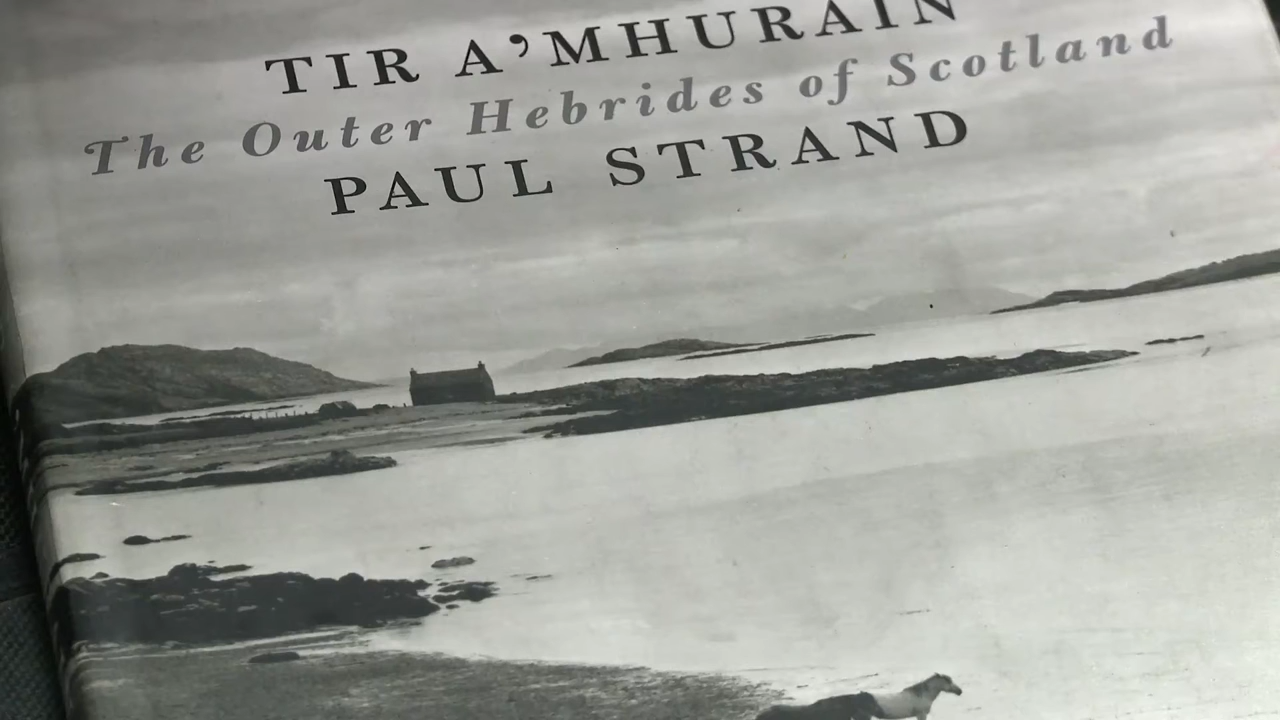 TIR A’MHURAIN
The Outer Hebrides of Scotland
PAUL STRAND